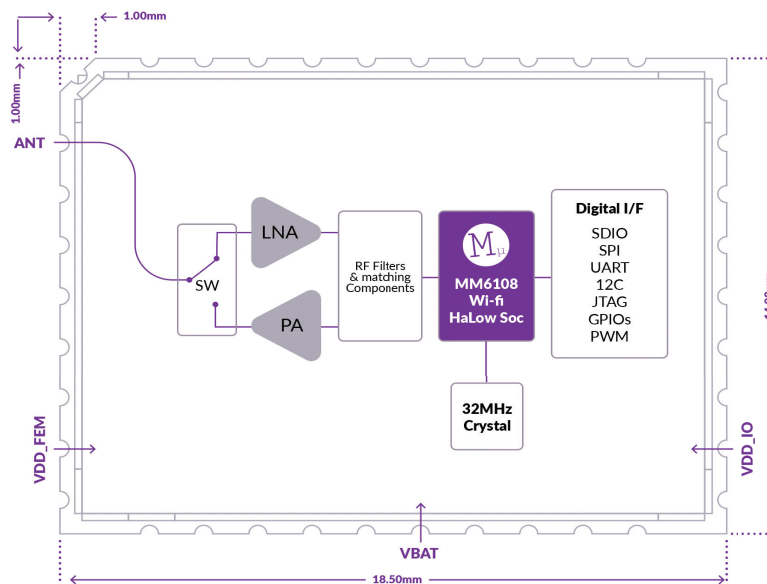 1.00mm
1.00mm
ANT
LNA
SW
PA
RF Filters
& matching
Components
Mμ
MM6108
Wi-fi
HaLow Soc
Digital I/F
SDIO
SPI
UART
12C
JTAG
GPIOs
PWM
32MHz
Crystal
VDD_FEM
VDD_IO
VBAT
18.50mm